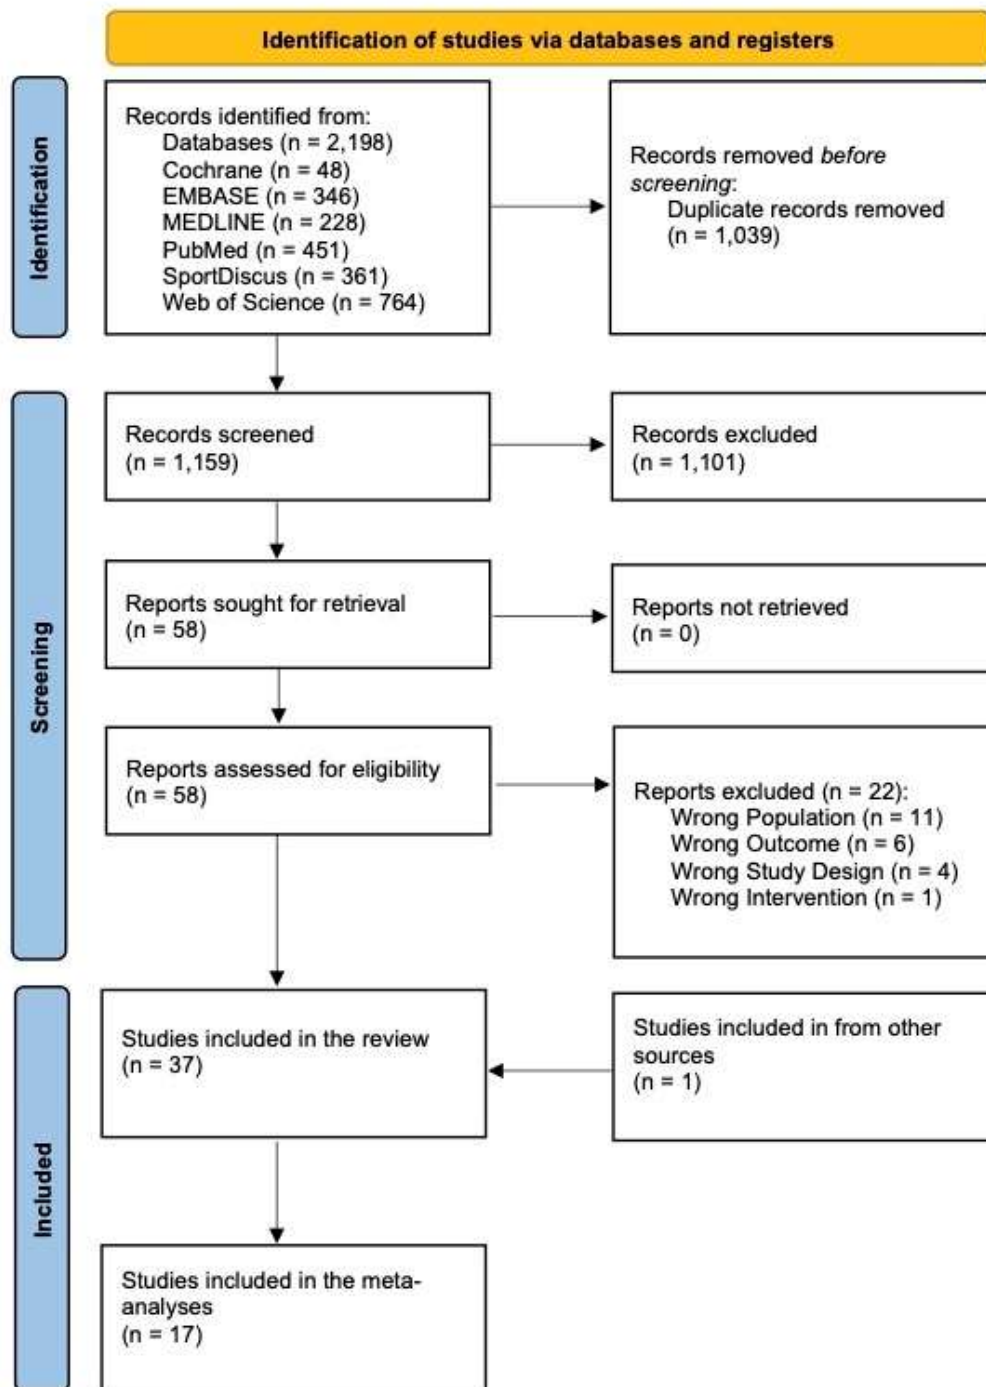 Identification of studies via databases and registers
Identification
Records identified from:
Databases (n = 2,198)
Cochrane (n = 48)
EMBASE (n = 346)
MEDLINE (n = 228)
PubMed (n = 451)
SportDiscus (n = 361)
Web of Science (n = 764)
Records removed before
screening:
Duplicate records removed
(n = 1,039)
Screening
Records screened
(n = 1,159)
Records excluded
(n = 1,101)
Reports sought for retrieval
(n = 58)
Reports not retrieved
(n = 0)
Reports assessed for eligibility
(n = 58)
Reports excluded (n = 22):
Wrong Population (n = 11)
Wrong Outcome (n = 6)
Wrong Study Design (n = 4)
Wrong Intervention (n = 1)
Included
Studies included in the review
(n = 37)
Studies included in from other
sources
(n = 1)
Studies included in the meta-
analyses
(n = 17)